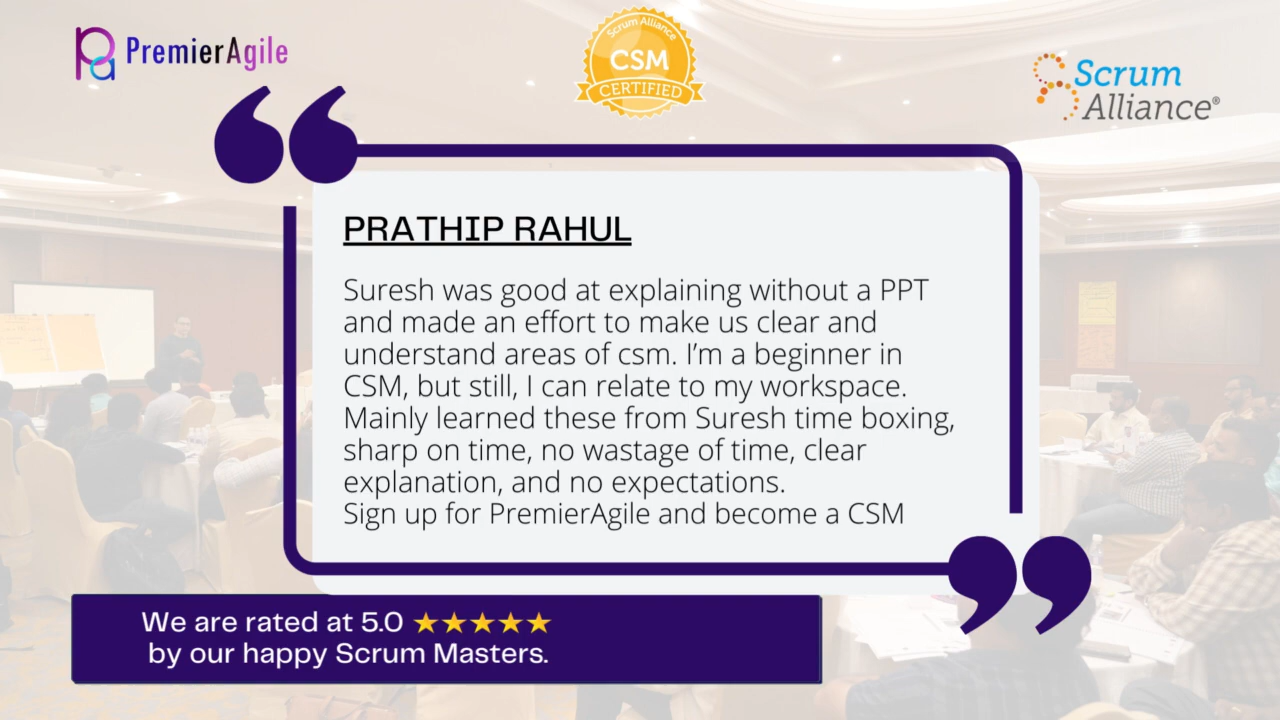 PremierAgile
Scrum Alliance
CSM
CERTIFIED
Scrum
Alliance®
PRATHIP RAHUL
Suresh was good at explaining without a PPT
and made an effort to make us clear and
understand areas of csm. I’m a beginner in
CSM, but still, I can relate to my workspace.
Mainly learned these from Suresh time boxing,
sharp on time, no wastage of time, clear
explanation, and no expectations.
Sign up for PremierAgile and become a CSM
We are rated at 5.0 ★★★★★
by our happy Scrum Masters.